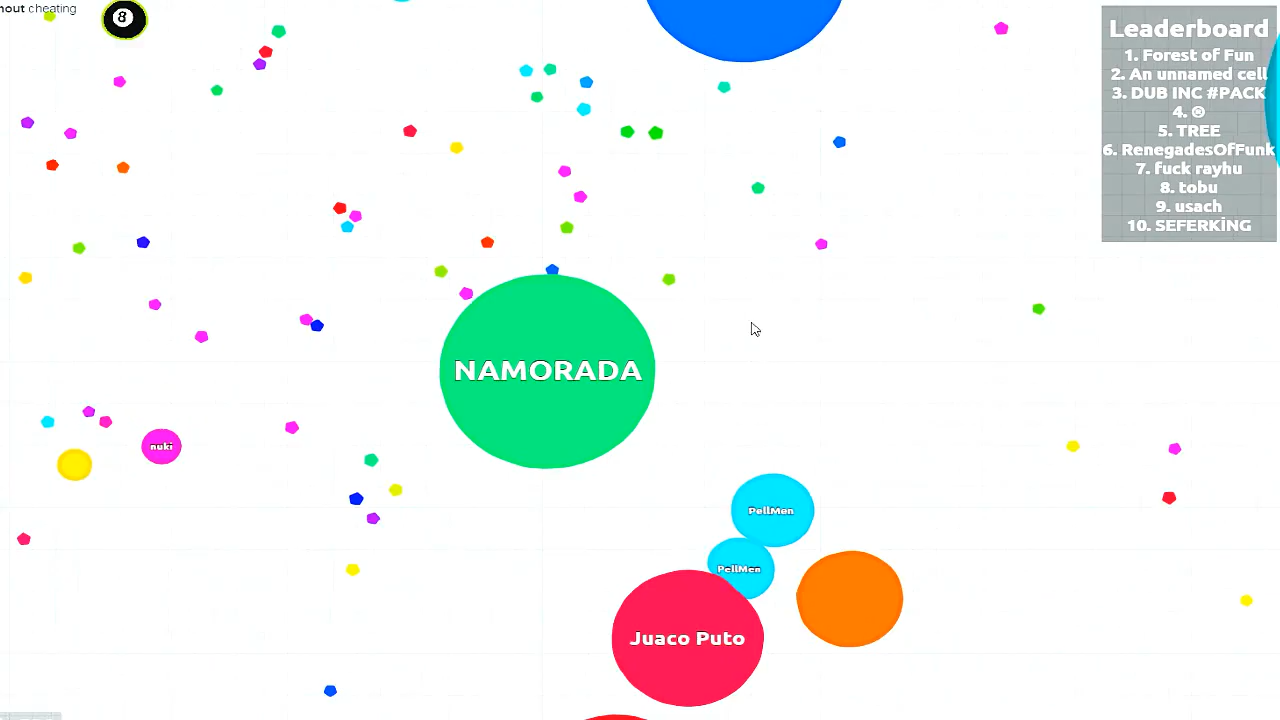 hout cheating
8
Leaderboard
1. Forest of Fun
2. An unnamed cell
3. DUB INC #PACK
4. ®
5. TREE
6. RenegadesOfFunk
7. fuck rayhu
8. tobu
9. usach
10. SEFERKİNG
NAMORADA
nuki
PellMen
PellMen
Juaco Puto